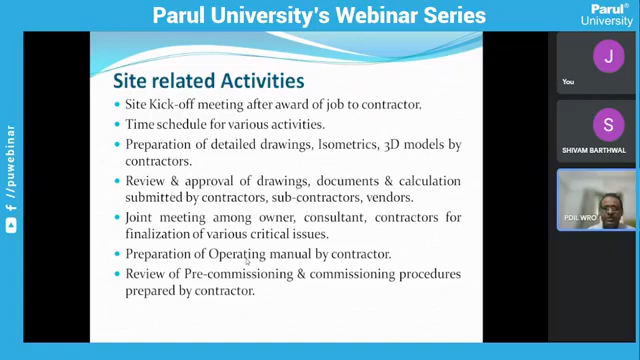 Parul University's Webinar Series
Parul®
University
Site related Activities
• Site Kick-off meeting after award of job to contractor.
• Time schedule for various activities.
• Preparation of detailed drawings, Isometrics, 3D models by
contractors.
• Review & approval of drawings, documents & calculation
submitted by contractors, sub-contractors, vendors.
• Joint meeting among owner, consultant, contractors for
finalization of various critical issues.
• Preparation of Operating manual by contractor.
• Review of Pre-commissioning & commissioning procedures
prepared by contractor.
/puwebinar
J
You
S
SHIVAM BARTHWAL
PDIL WRO